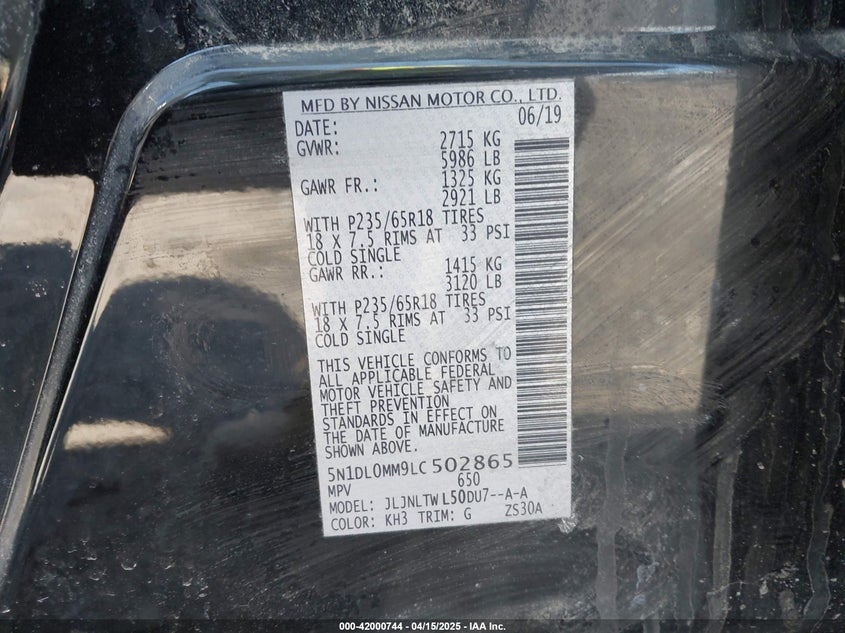 MFD BY NISSAN MOTOR CO., LTD.
DATE: 06/19
GVWR: 2715 KG
5986 LB
GAWR FR.: 1325 KG
2921 LB
WITH P235/65R18 TIRES
18 X 7.5 RIMS AT 33 PSI
COLD SINGLE
GAWR RR.: 1415 KG
3120 LB
WITH P235/65R18 TIRES
18 X 7.5 RIMS AT 33 PSI
COLD SINGLE
THIS VEHICLE CONFORMS TO
ALL APPLICABLE FEDERAL
MOTOR VEHICLE SAFETY AND
THEFT PREVENTION
STANDARDS IN EFFECT ON
THE DATE OF MANUFACTURE
SHOWN ABOVE.
5N1DL0MM9LC502865
MPV 650
MODEL: JLJNLTWL50DU7--A-A
COLOR: KH3 TRIM: G ZS30A
000-42000744 - 04/15/2025 - IAA Inc.